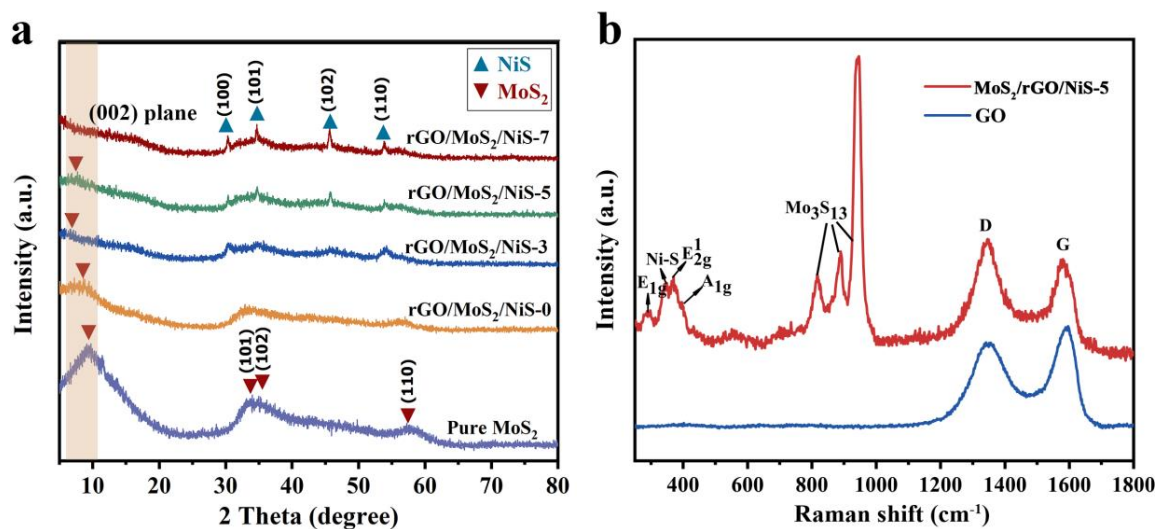 a
NiS
MoS₂
(002) plane
(100)
(101)
(102)
(110)
rGO/MoS₂/NiS-7
rGO/MoS₂/NiS-5
rGO/MoS₂/NiS-3
rGO/MoS₂/NiS-0
(101)
(102)
(110)
Pure MoS₂
Intensity (a.u.)
10 20 30 40 50 60 70 80
2 Theta (degree)
b
MoS₂/rGO/NiS-5
GO
Mo₃S₁₃
D
G
E₁g
Ni-S
E¹₂g
A₁g
Intensity (a.u.)
400 600 800 1000 1200 1400 1600 1800
Raman shift (cm⁻¹)